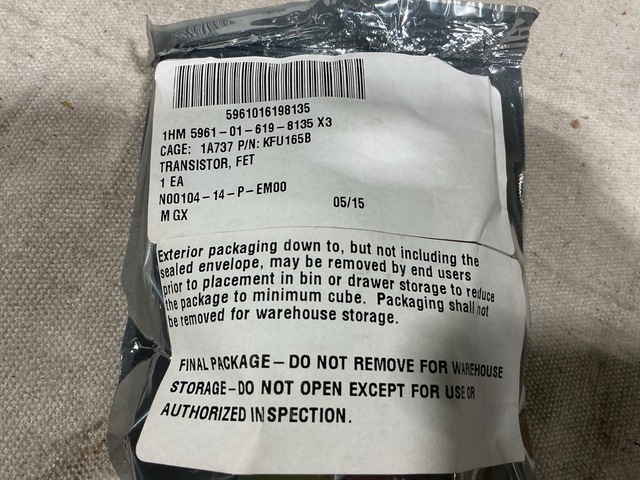 5961016198135
1HM 5961-01-619-8135 X3
CAGE: 1A737 P/N: KFU165B
TRANSISTOR, FET
1 EA
N00104-14-P-EM00 05/15
M GX
Exterior packaging down to, but not including the
sealed envelope, may be removed by end users
prior to placement in bin or drawer storage to reduce
the package to minimum cube. Packaging shall not
be removed for warehouse storage.
FINAL PACKAGE - DO NOT REMOVE FOR WAREHOUSE
STORAGE - DO NOT OPEN EXCEPT FOR USE OR
AUTHORIZED INSPECTION.